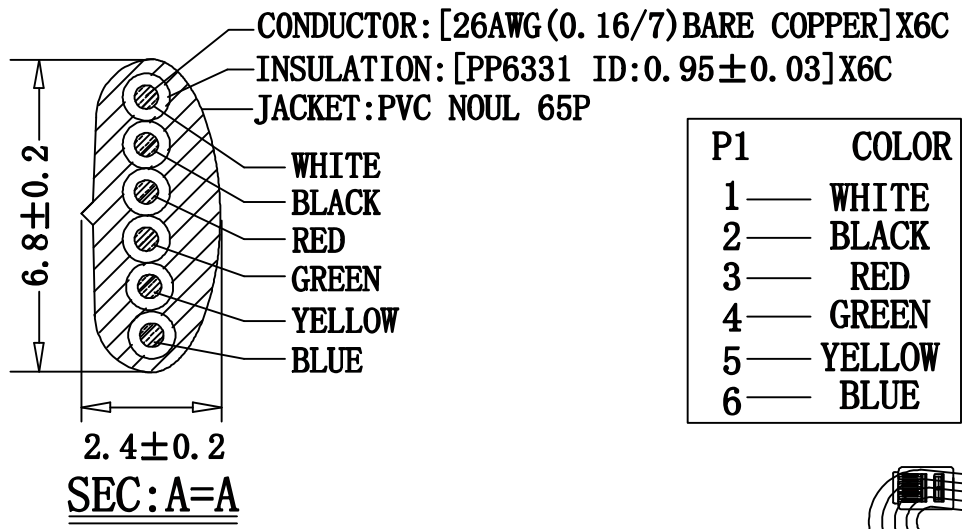 CONDUCTOR:[26AWG(0.16/7)BARE COPPER]X6C
INSULATION:[PP6331 ID:0.95±0.03]X6C
JACKET:PVC NOUL 65P
6.8±0.2
WHITE
BLACK
RED
GREEN
YELLOW
BLUE
2.4±0.2
SEC:A=A
P1 COLOR
1 WHITE
2 BLACK
3 RED
4 GREEN
5 YELLOW
6 BLUE